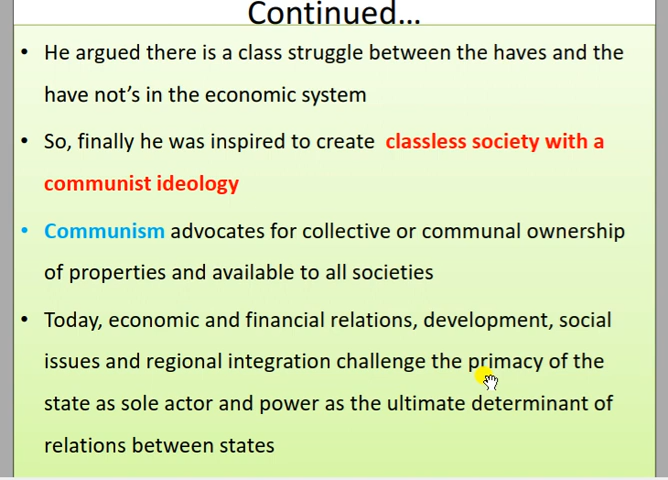 Continued...
• He argued there is a class struggle between the haves and the
have not’s in the economic system
• So, finally he was inspired to create classless society with a
communist ideology
• Communism advocates for collective or communal ownership
of properties and available to all societies
• Today, economic and financial relations, development, social
issues and regional integration challenge the primacy of the
state as sole actor and power as the ultimate determinant of
relations between states